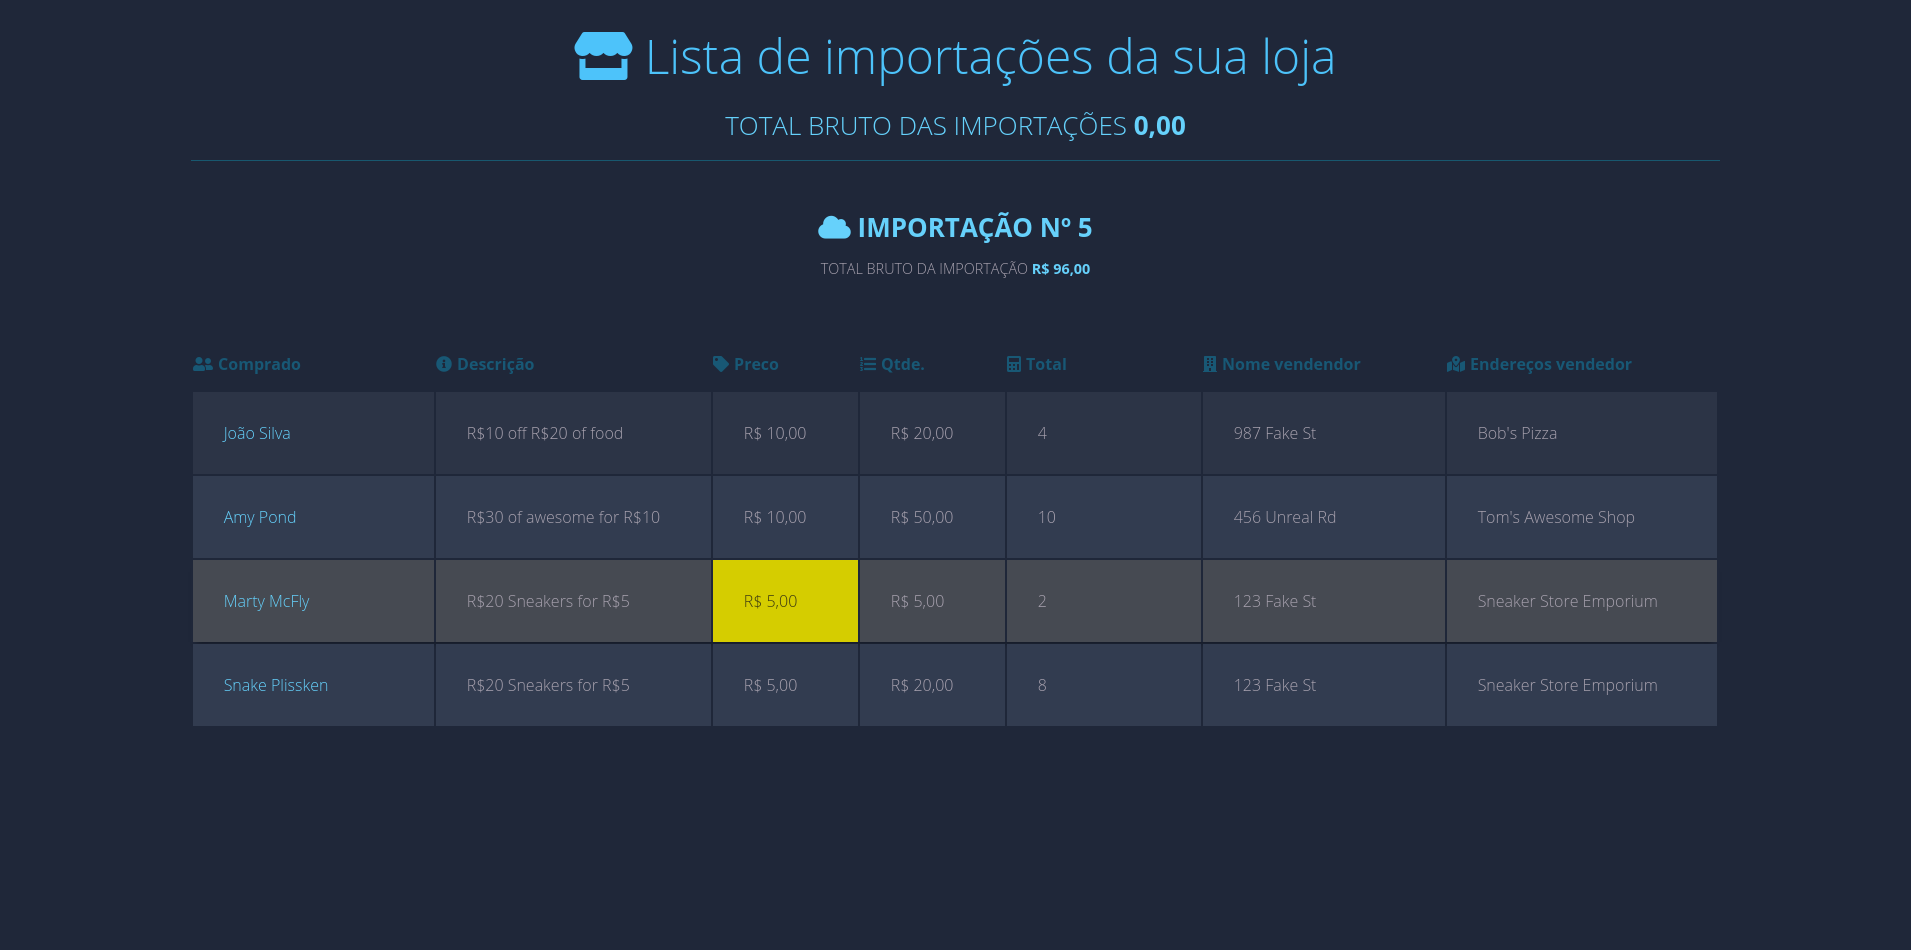 Lista de importações da sua loja
TOTAL BRUTO DAS IMPORTAÇÕES 0,00
IMPORTAÇÃO Nº 5
TOTAL BRUTO DA IMPORTAÇÃO R$ 96,00
Comprado Descrição Preco Qtde. Total Nome vendendor Endereços vendedor
João Silva R$10 off R$20 of food R$ 10,00 R$ 20,00 4 987 Fake St Bob's Pizza
Amy Pond R$30 of awesome for R$10 R$ 10,00 R$ 50,00 10 456 Unreal Rd Tom's Awesome Shop
Marty McFly R$20 Sneakers for R$5 R$ 5,00 R$ 5,00 2 123 Fake St Sneaker Store Emporium
Snake Plissken R$20 Sneakers for R$5 R$ 5,00 R$ 20,00 8 123 Fake St Sneaker Store Emporium